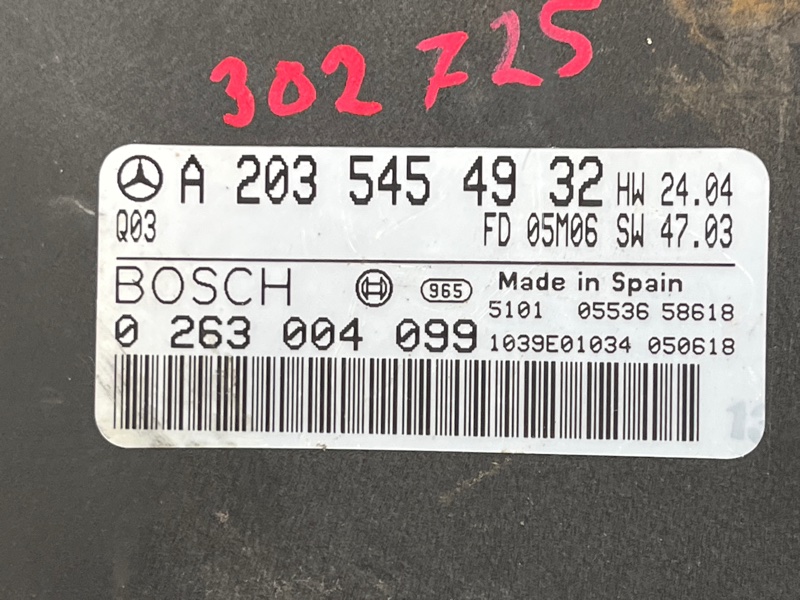 302 725
A 203 545 49 32 HW 24.04
Q03 FD 05M06 SW 47.03
BOSCH 965 Made in Spain
5101 05536 58618
0 263 004 099 1039E01034 050618